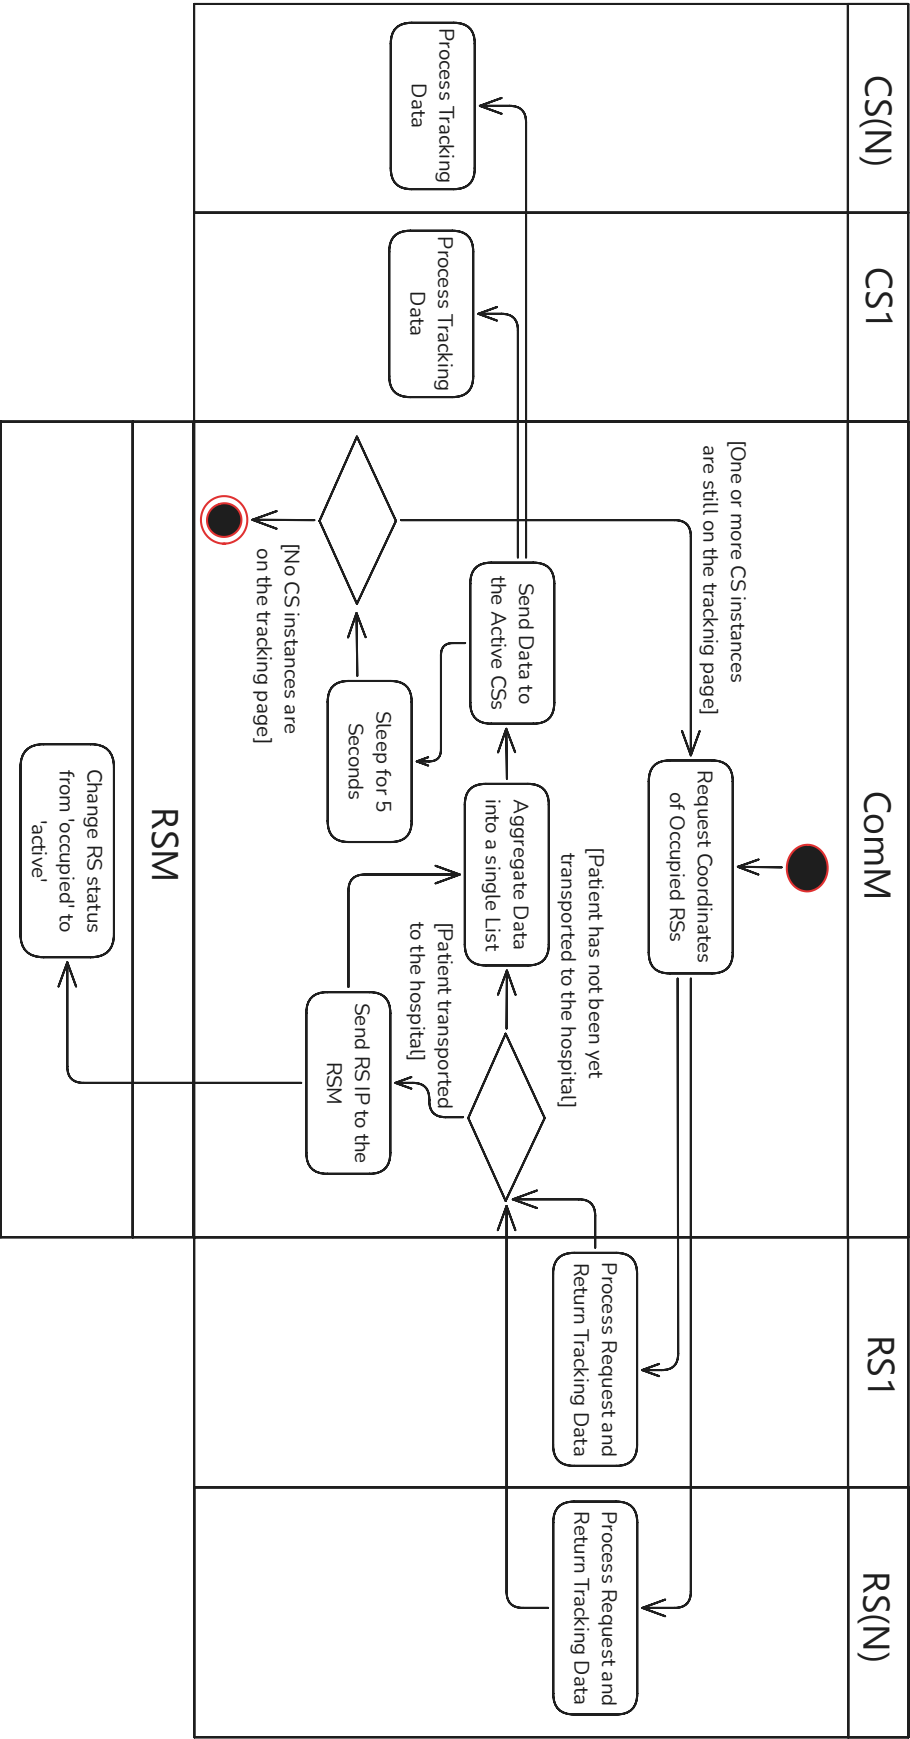 CS(N)
CS1
ComM
RS1
RS(N)
[One or more CS instances
are still on the tracknig page]
Request Coordinates
of Occupied RSs
Process Request and
Return Tracking Data
Process Request and
Return Tracking Data
[Patient has not been yet
transported to the hospital]
Process Tracking
Data
Process Tracking
Data
Send Data to
the Active CSs
Aggregate Data
into a single List
[Patient transported
to the hospital]
Sleep for 5
Seconds
Send RS IP to the
RSM
[No CS instances are
on the tracking page]
RSM
Change RS status
from 'occupied' to
'active'